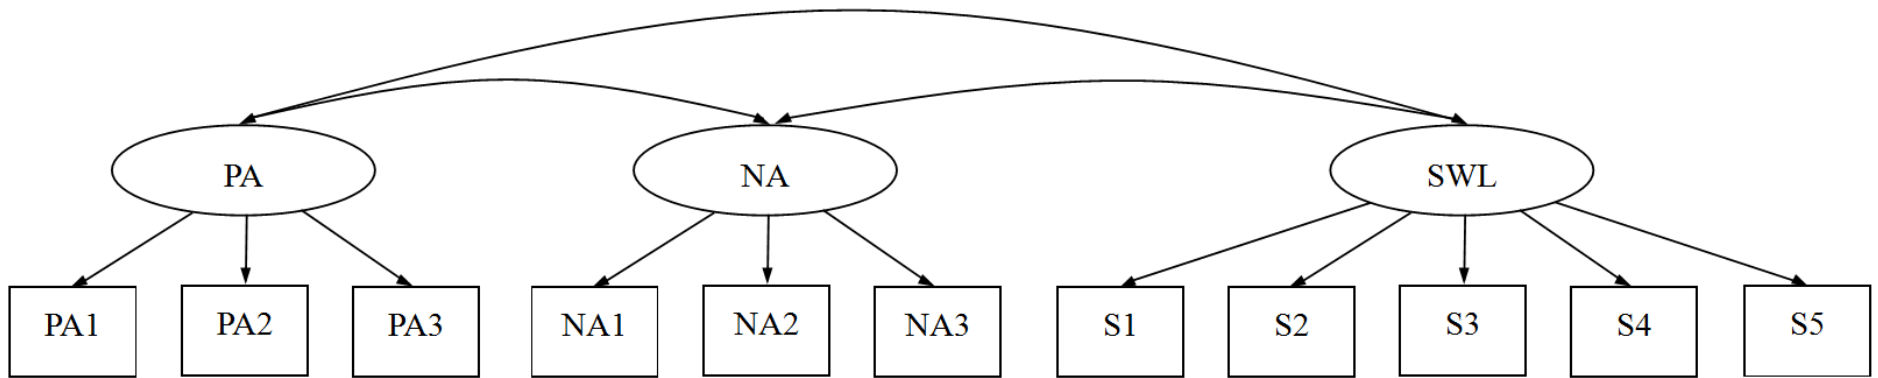 PA NA SWL
PA1 PA2 PA3 NA1 NA2 NA3 S1 S2 S3 S4 S5